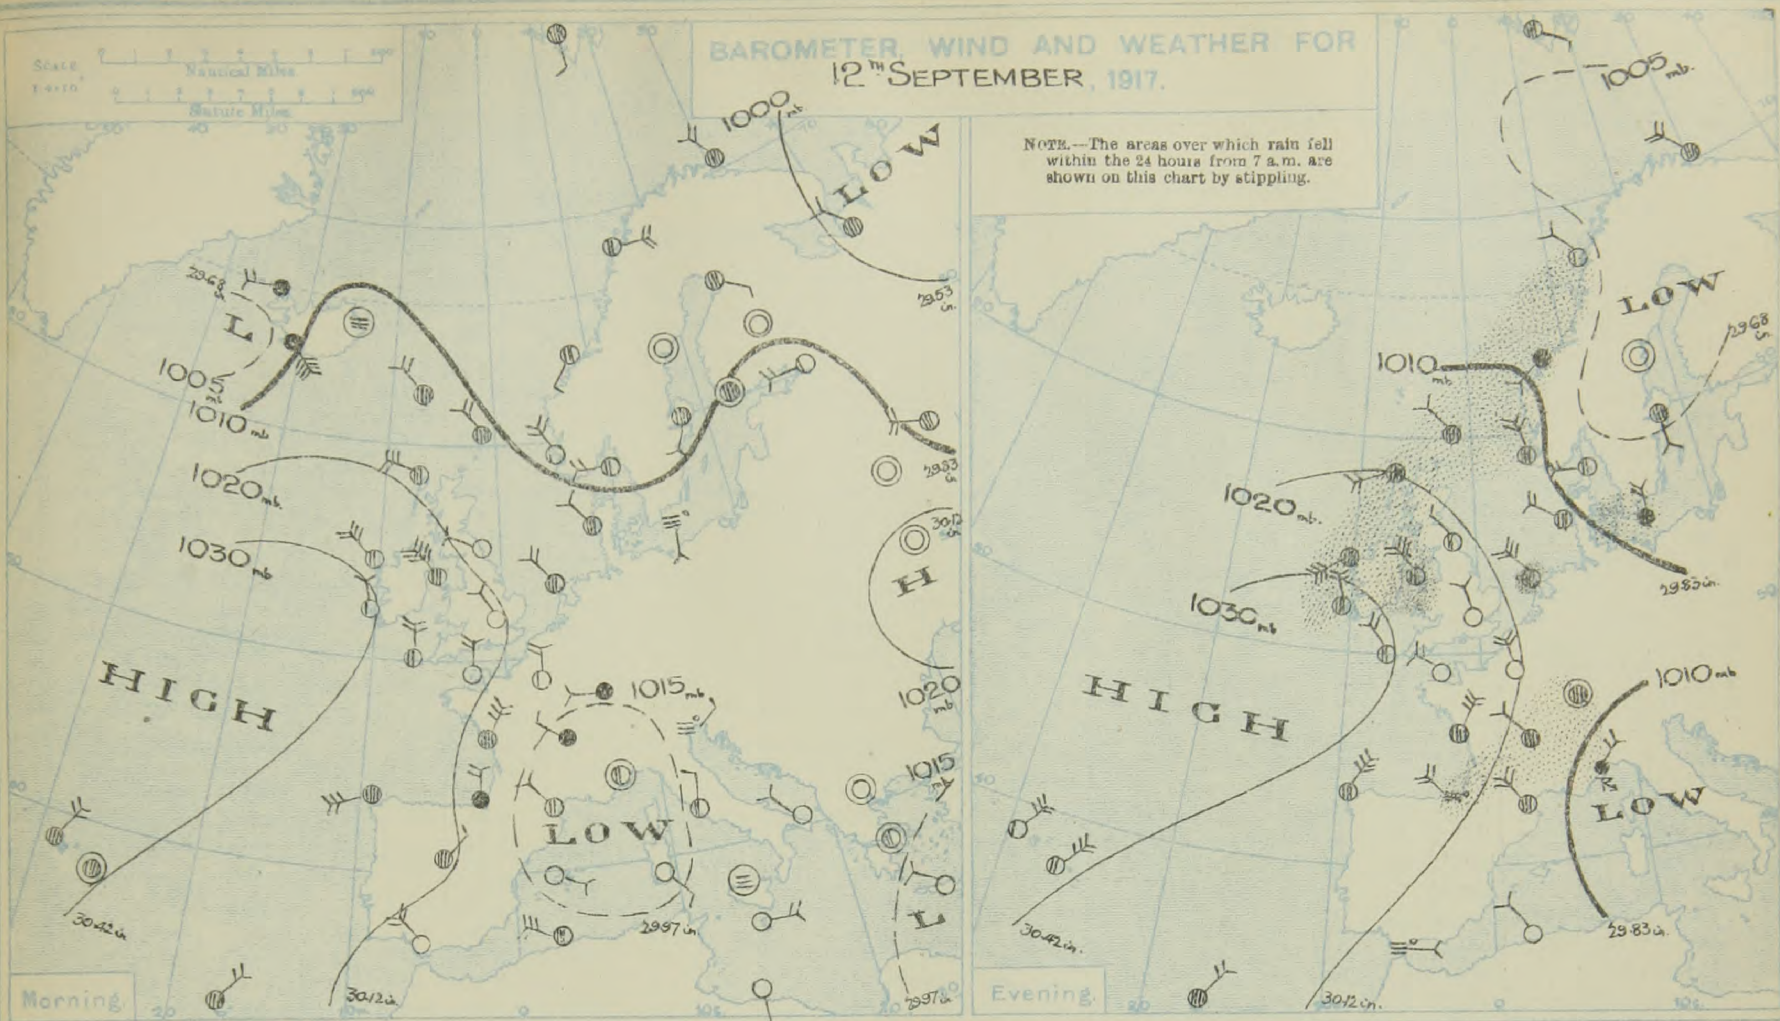 BAROMETER, WIND AND WEATHER FOR
12TH SEPTEMBER, 1917.
SCALE
Nautical Miles.
Statute Miles.
NOTE.—The areas over which rain fell
within the 24 hours from 7 a.m. are
shown on this chart by stippling.
1000 mb
LOW
29.53 in.
29.68
L
1005 mb
1010 mb
29.83
1020 mb.
1030 mb
30.12
H
1020 mb
HIGH
1015 mb
1015
LOW
L
30.42 in.
29.97 in
30.12 in
29.97 in
Morning.
1005 mb.
LOW
29.68
1010 mb
1020 mb.
1030 mb
29.83 in.
HIGH
1010 mb
LOW
30.42 in.
29.83 in.
30.12 in.
Evening.